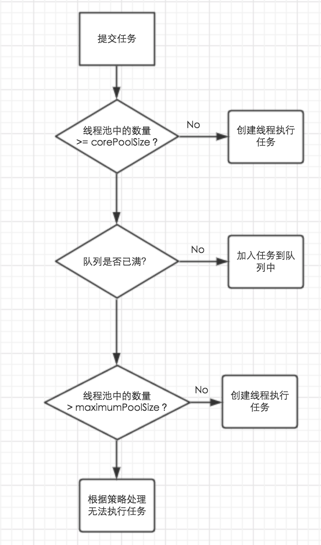 提交任务
线程池中的数量
>= corePoolSize？
No
创建线程执行
任务
队列是否已满?
No
加入任务到队
列中
线程池中的数量
> maximumPoolSize？
No
创建线程执行
任务
根据策略处理
无法执行任务